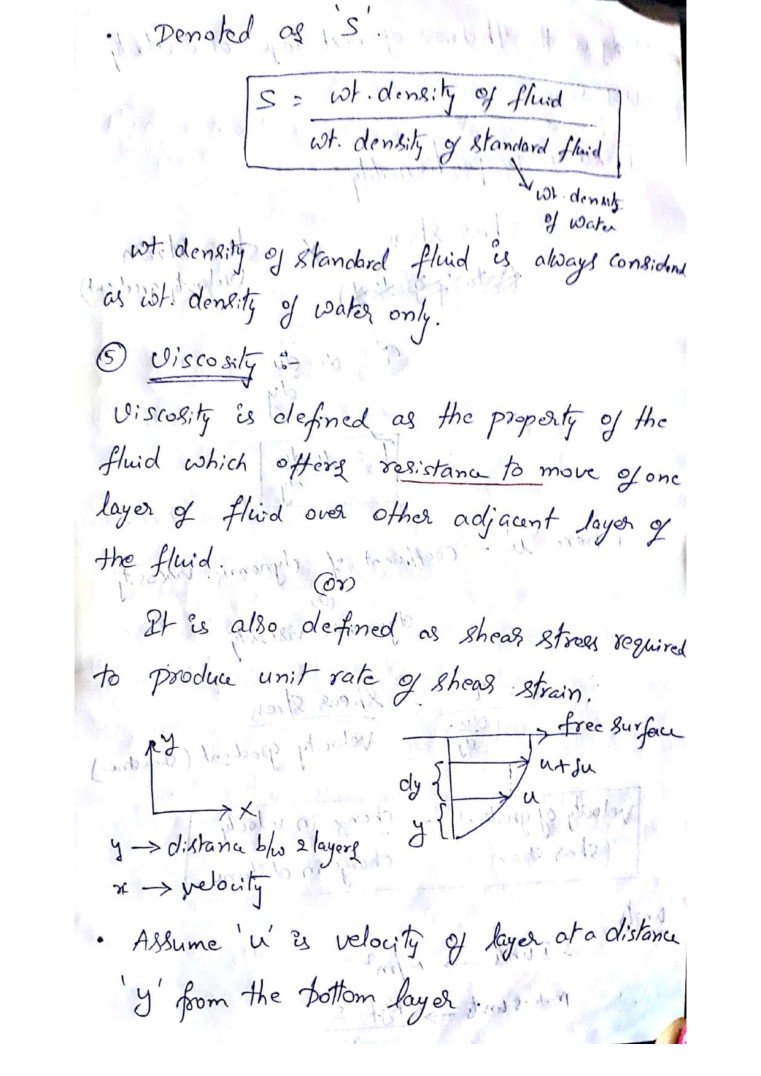 • Denoted as 's'.
S = wt. density of fluid
wt. density of standard fluid
wt. density
of water
wt. density of standard fluid is always considered
as wt. density of water only.
⑤ Viscosity :-
Viscosity is defined as the property of the
fluid which offers resistance to move of one
layer of fluid over other adjacent layer of
the fluid.
(or)
It is also defined as shear stress required
to produce unit rate of shear strain.
y
x
free surface
dy
u+du
u
y
y → distance b/w 2 layers
x → velocity
• Assume 'u' is velocity of layer at a distance
'y' from the bottom layer.